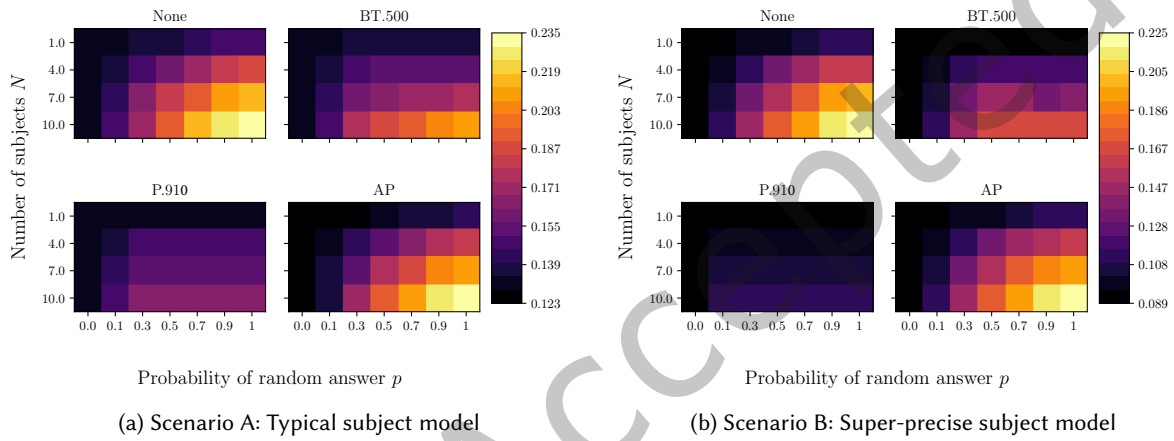 None
BT.500
1.0
4.0
7.0
10.0
P.910
AP
1.0
4.0
7.0
10.0
0.0 0.1 0.3 0.5 0.7 0.9 1
0.0 0.1 0.3 0.5 0.7 0.9 1
0.235
0.219
0.203
0.187
0.171
0.155
0.139
0.123
Number of subjects N
Probability of random answer p
(a) Scenario A: Typical subject model
None
BT.500
1.0
4.0
7.0
10.0
P.910
AP
1.0
4.0
7.0
10.0
0.0 0.1 0.3 0.5 0.7 0.9 1
0.0 0.1 0.3 0.5 0.7 0.9 1
0.225
0.206
0.186
0.167
0.147
0.128
0.108
0.089
Number of subjects N
Probability of random answer p
(b) Scenario B: Super-precise subject model
Accepted